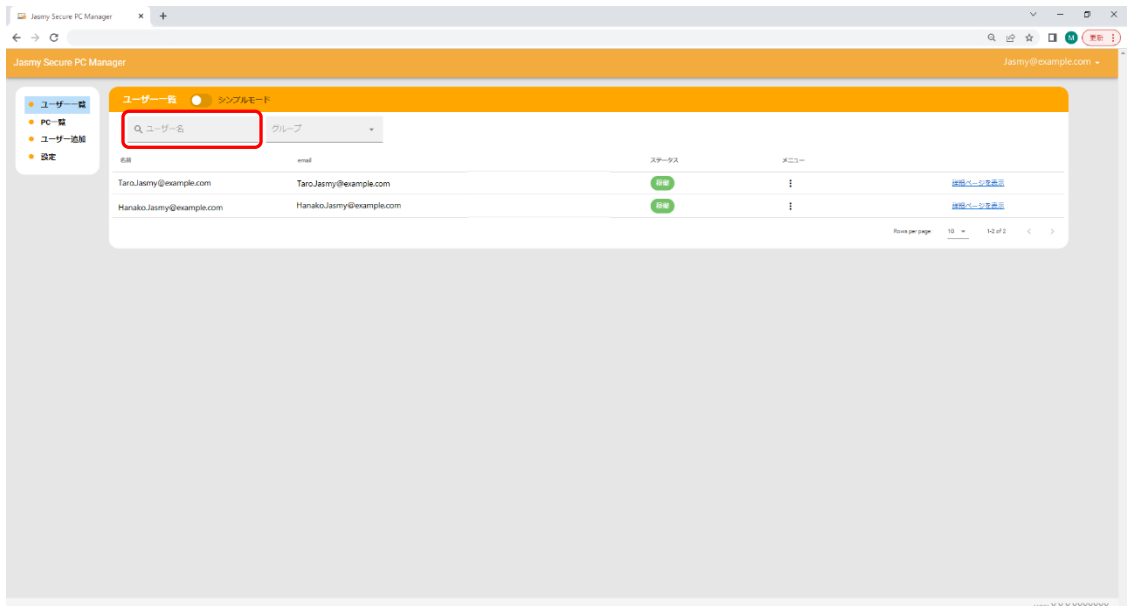 Jasmy Secure PC Manager
更新
Jasmy Secure PC Manager
Jasmy@example.com
ユーザー一覧
PC一覧
ユーザー追加
設定
ユーザー一覧 シンプルモード
ユーザー名 グループ
名前 email ステータス メニュー
Taro.Jasmy@example.com Taro.Jasmy@example.com 稼働 詳細ページを表示
Hanako.Jasmy@example.com Hanako.Jasmy@example.com 稼働 詳細ページを表示
Rows per page 10 1-2 of 2